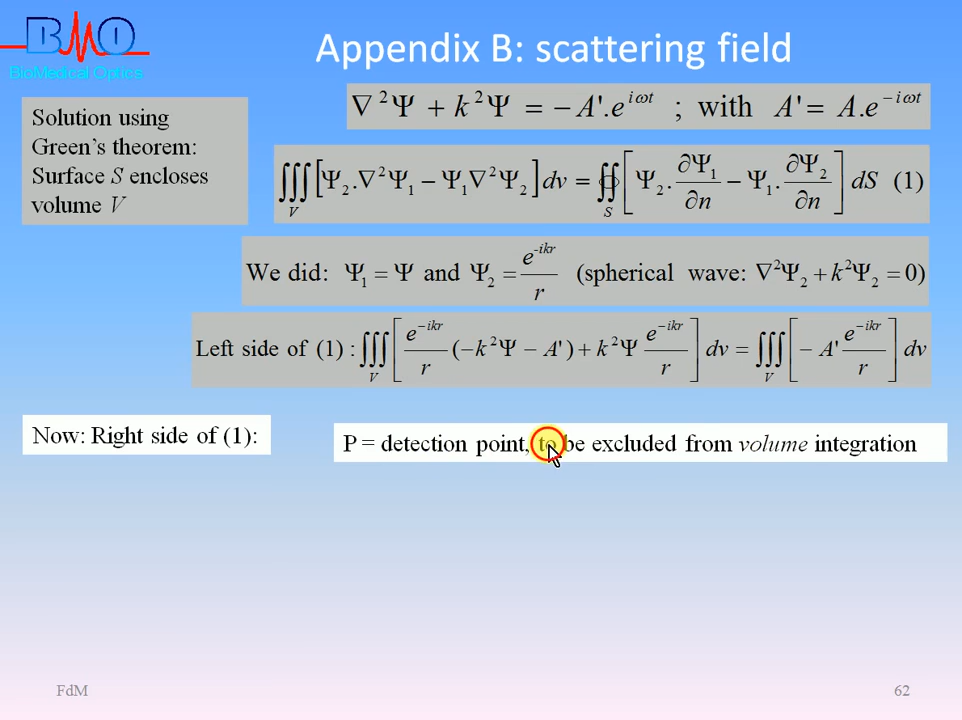 BMO
BioMedical Optics
Appendix B: scattering field
Solution using
Green's theorem:
Surface S encloses
volume V
∇²Ψ + k²Ψ = − A'.e^{iωt} ; with A' = A.e^{−iωt}
∭_V [Ψ₂.∇²Ψ₁ − Ψ₁∇²Ψ₂] dv = ∯_S [Ψ₂. ∂Ψ₁/∂n − Ψ₁. ∂Ψ₂/∂n] dS (1)
We did: Ψ₁ = Ψ and Ψ₂ = e^{-ikr}/r (spherical wave: ∇²Ψ₂ + k²Ψ₂ = 0)
Left side of (1) : ∭_V [e^{−ikr}/r (−k²Ψ − A') + k²Ψ e^{−ikr}/r] dv = ∭_V [− A' e^{−ikr}/r] dv
Now: Right side of (1):
P = detection point, to be excluded from volume integration
FdM
62